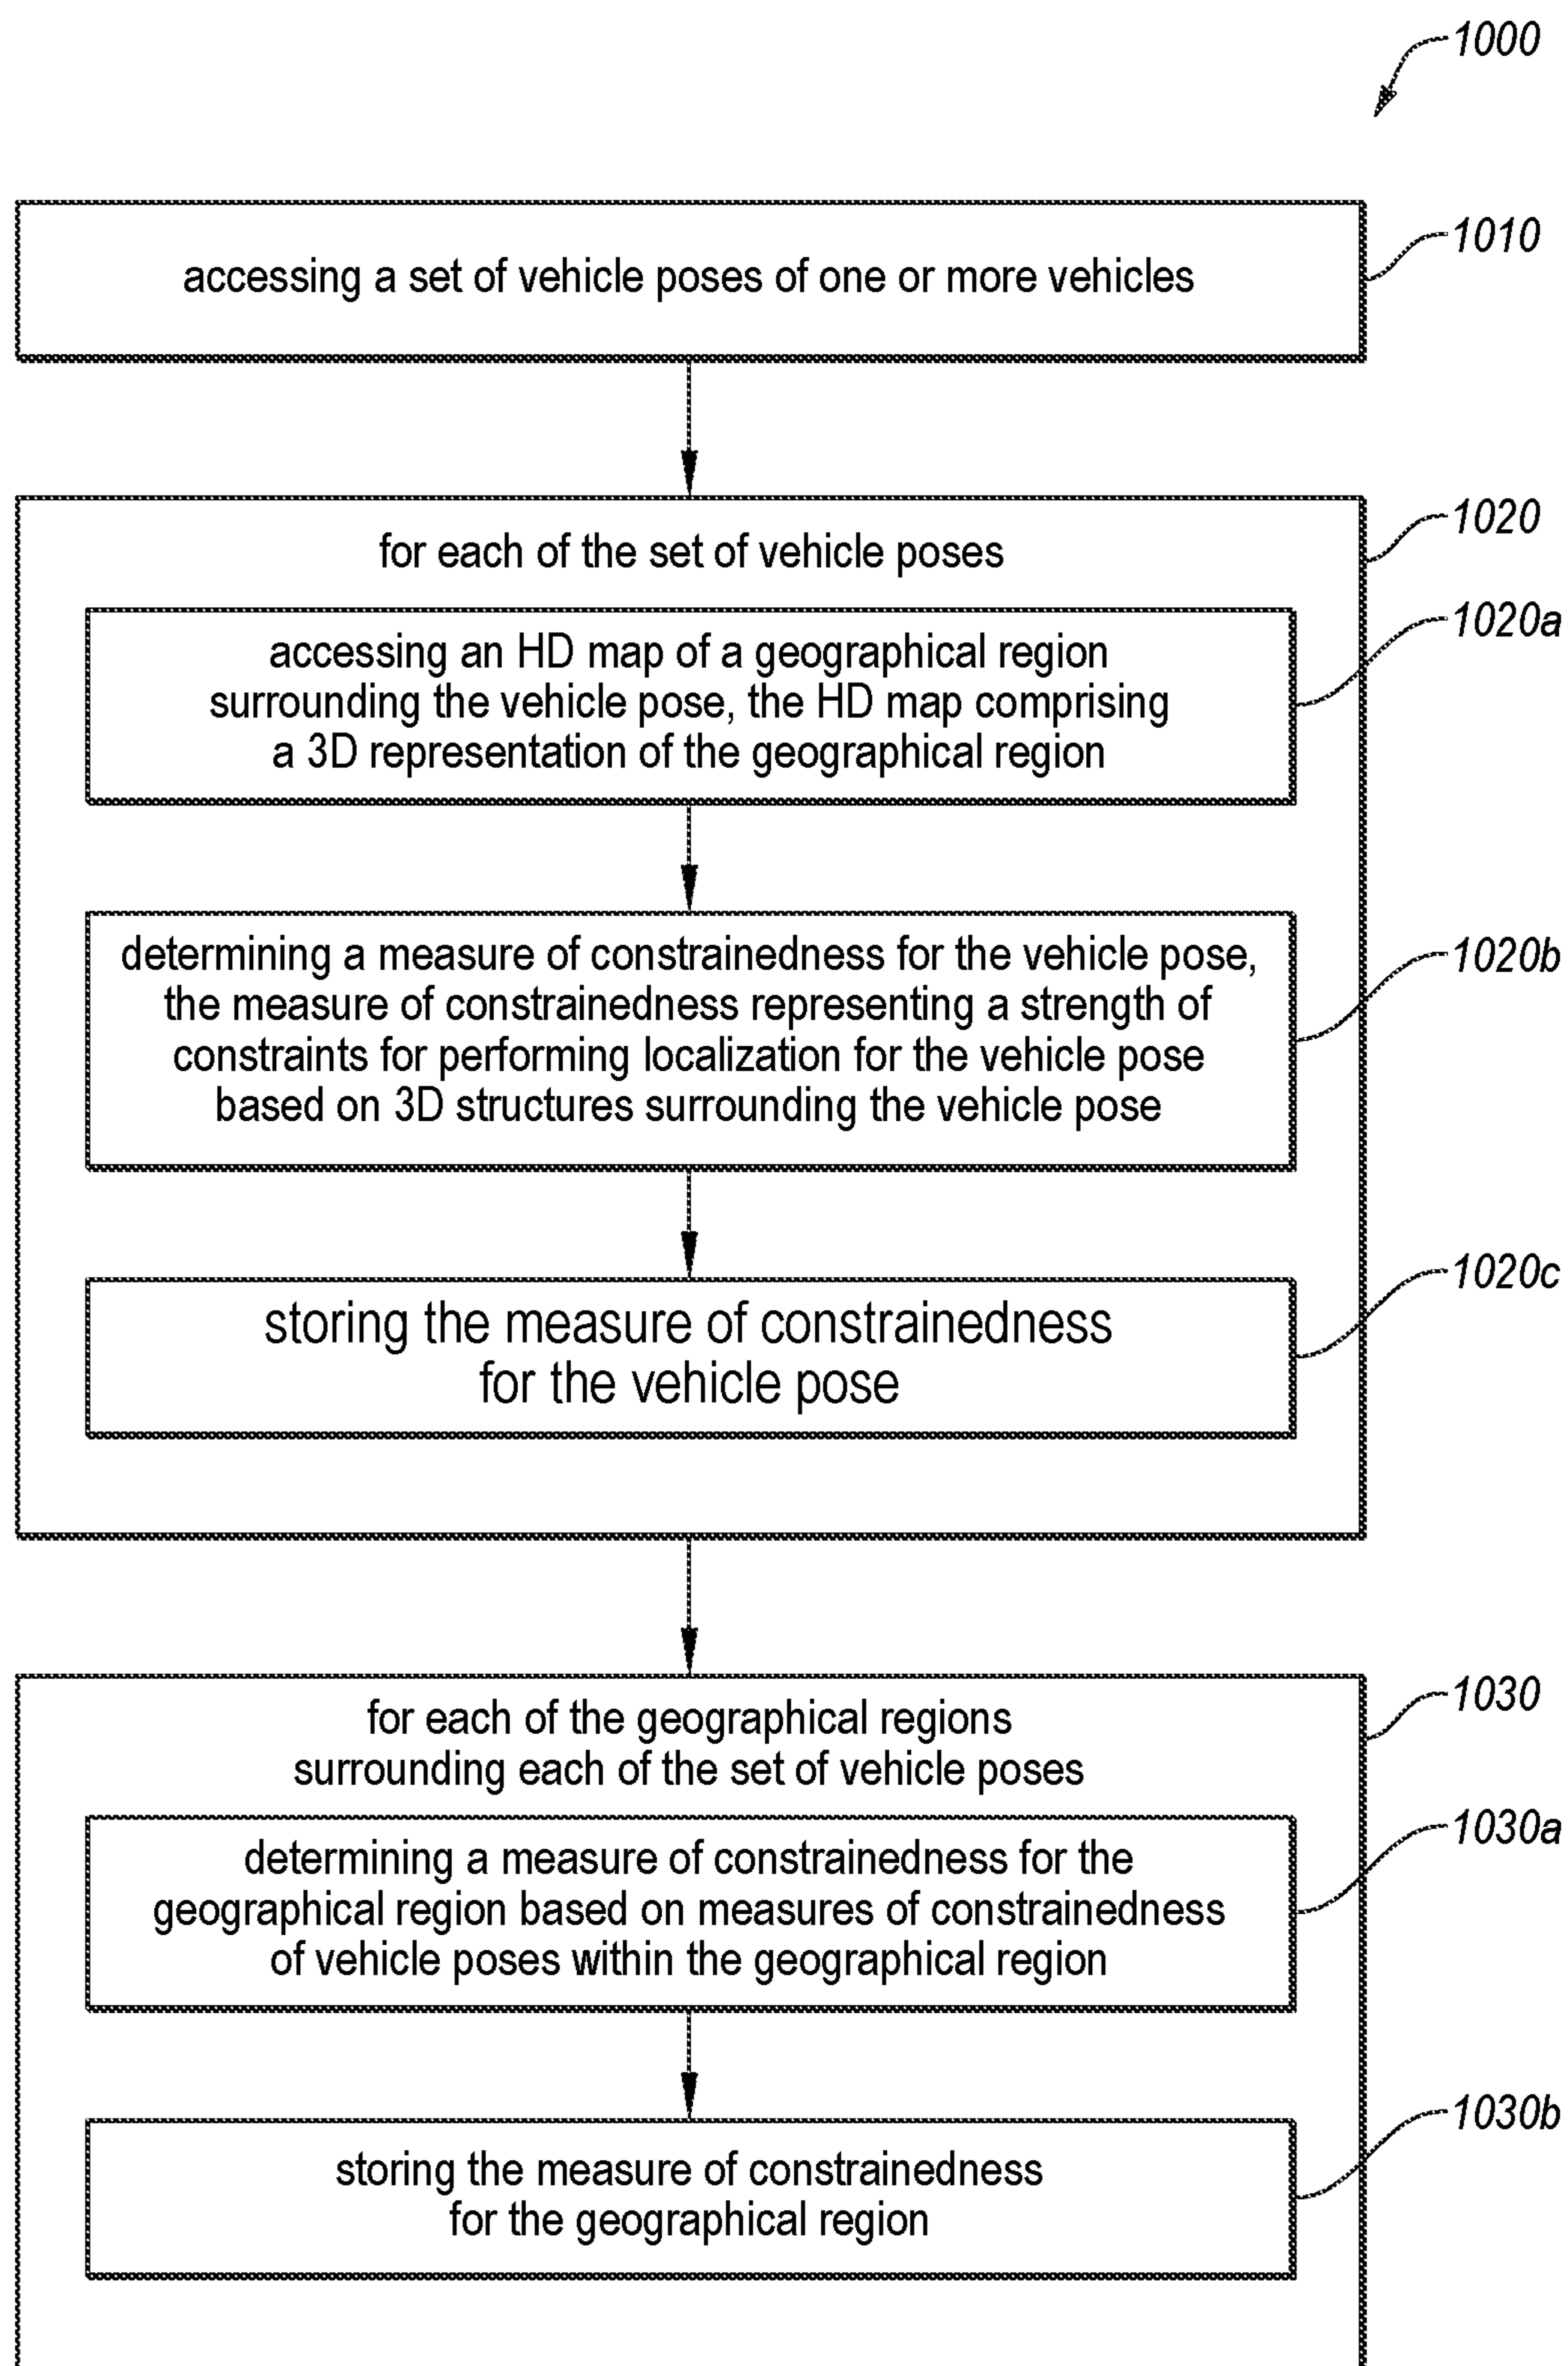 1000
accessing a set of vehicle poses of one or more vehicles
1010
for each of the set of vehicle poses
1020
accessing an HD map of a geographical region
surrounding the vehicle pose, the HD map comprising
a 3D representation of the geographical region
1020a
determining a measure of constrainedness for the vehicle pose,
the measure of constrainedness representing a strength of
constraints for performing localization for the vehicle pose
based on 3D structures surrounding the vehicle pose
1020b
storing the measure of constrainedness
for the vehicle pose
1020c
for each of the geographical regions
surrounding each of the set of vehicle poses
1030
determining a measure of constrainedness for the
geographical region based on measures of constrainedness
of vehicle poses within the geographical region
1030a
storing the measure of constrainedness
for the geographical region
1030b